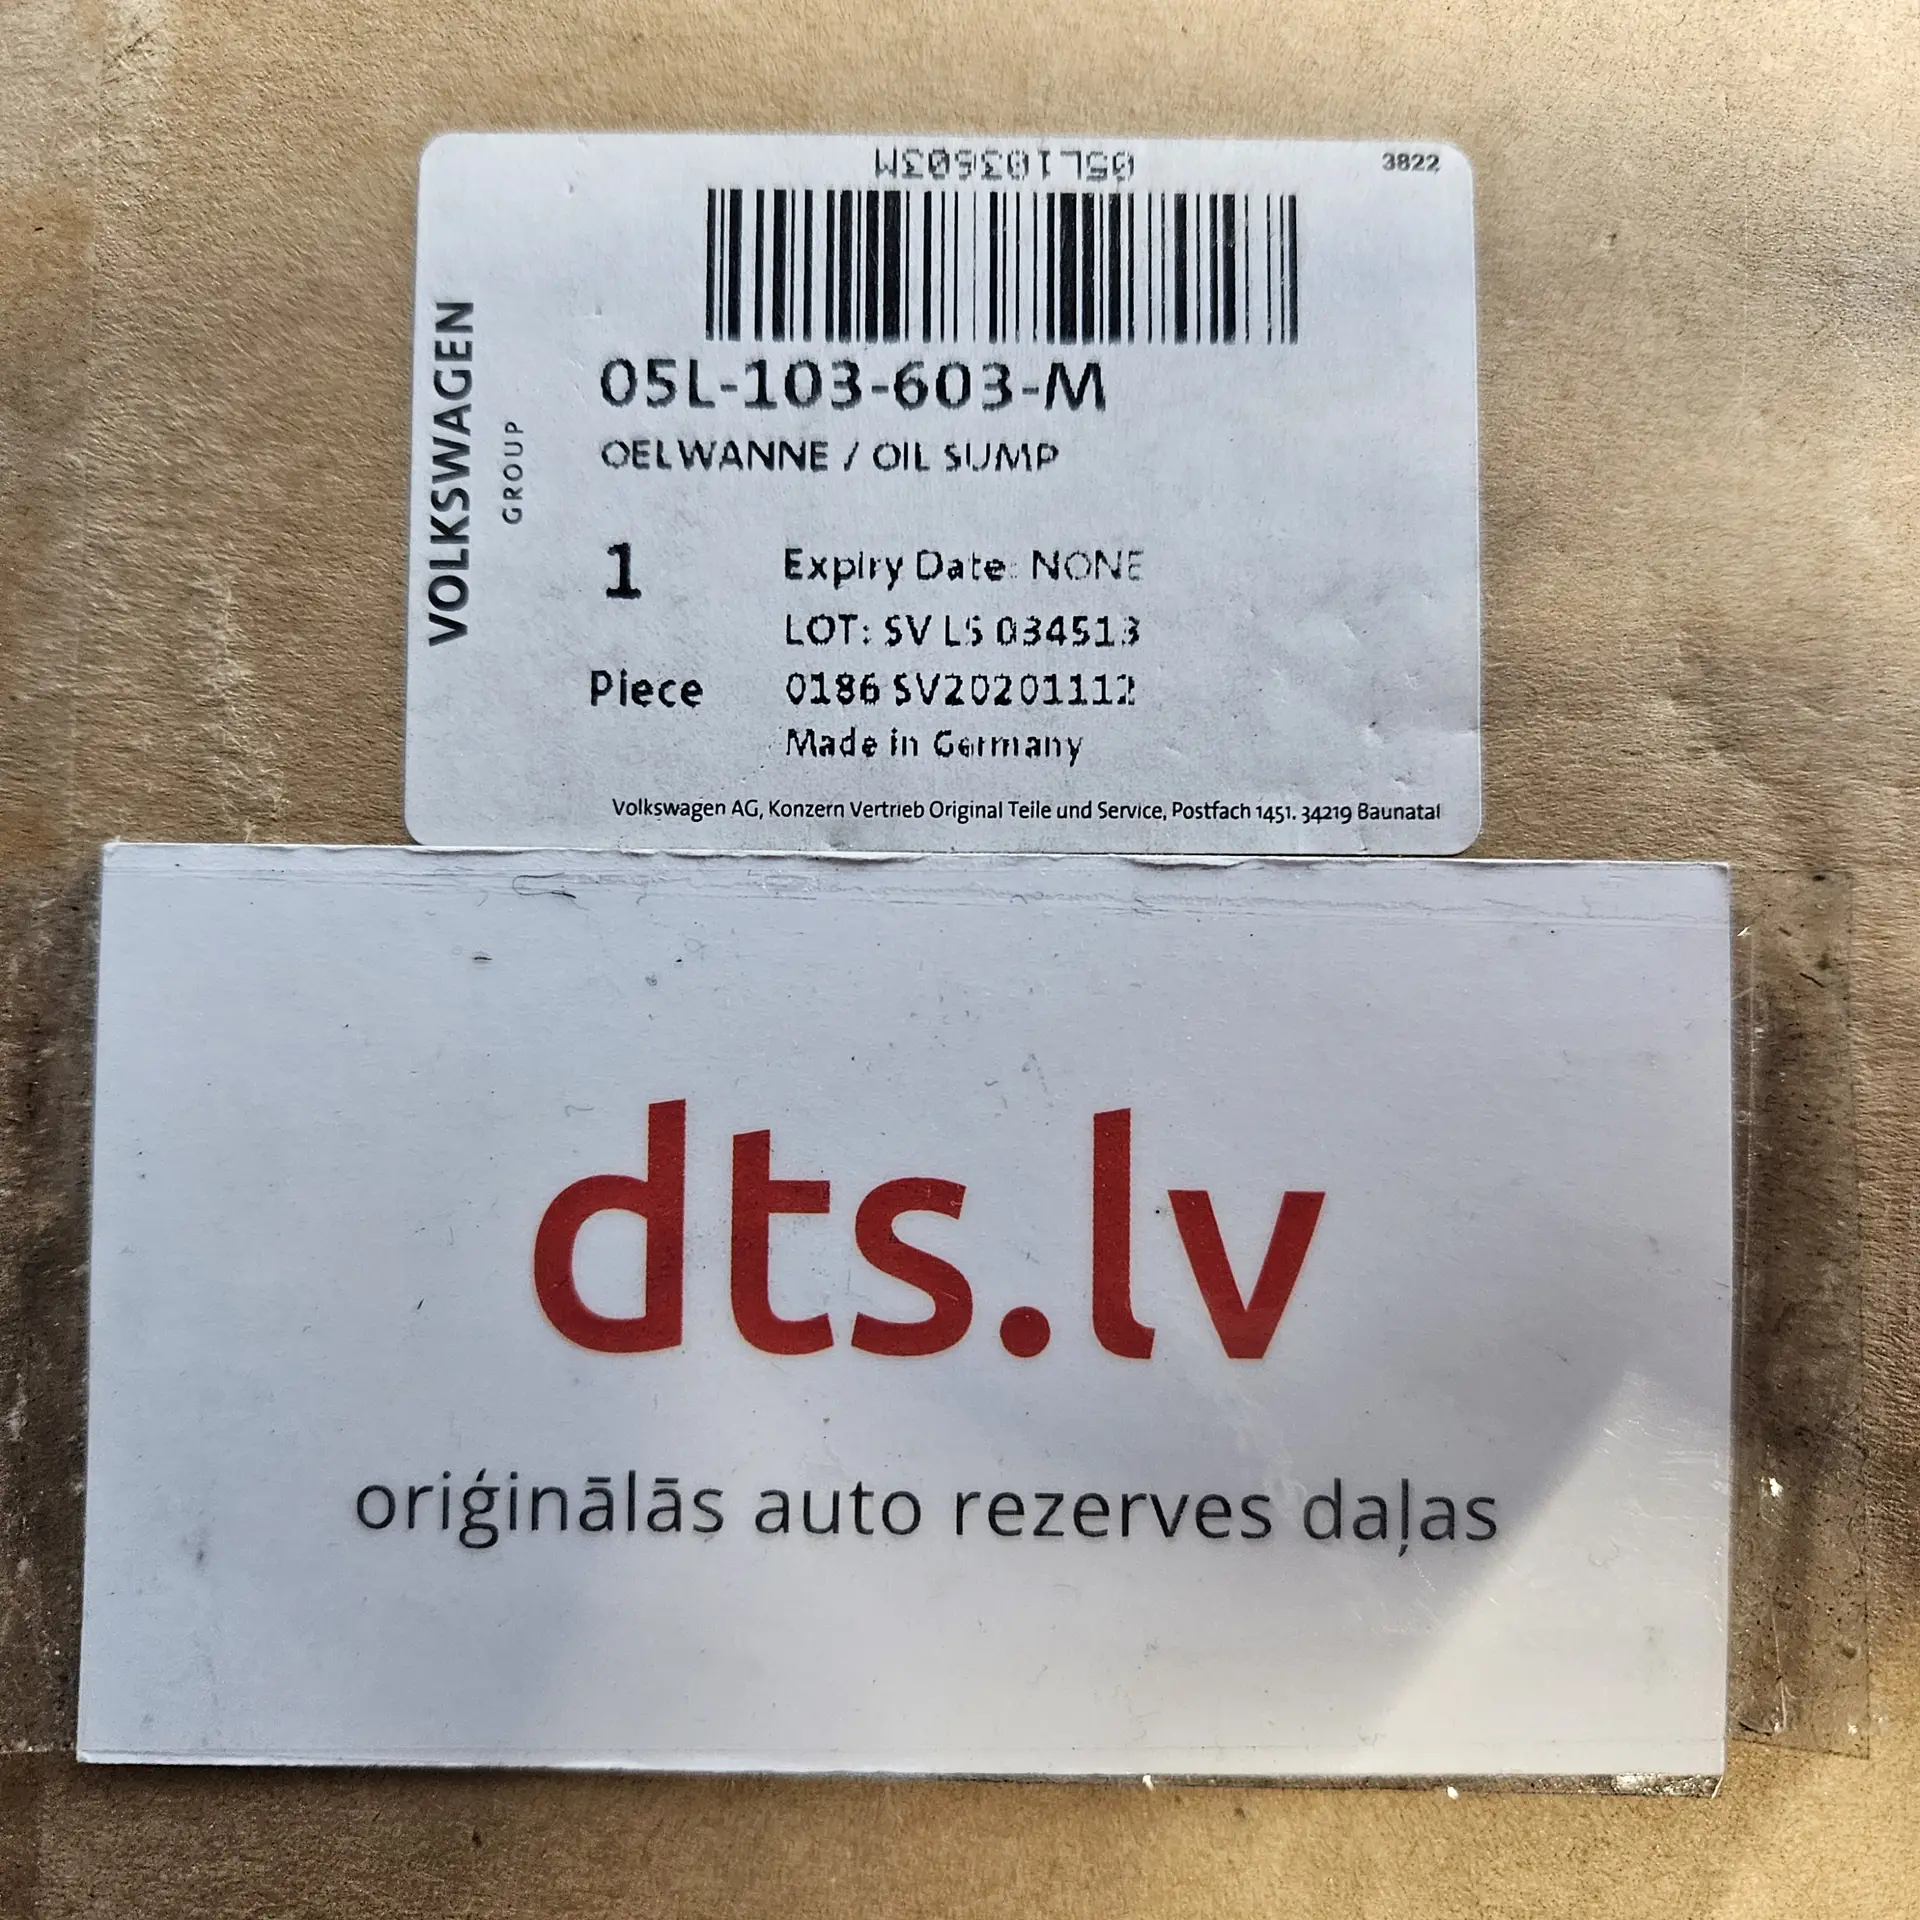 05L103603M
3822
VOLKSWAGEN
GROUP
05L-103-603-M
OELWANNE / OIL SUMP
1
Expiry Date: NONE
LOT: SV LS 034513
Piece
0186 SV20201112
Made in Germany
Volkswagen AG, Konzern Vertrieb Original Teile und Service, Postfach 1451. 34219 Baunatal
dts.lv
oriģinālās auto rezerves daļas